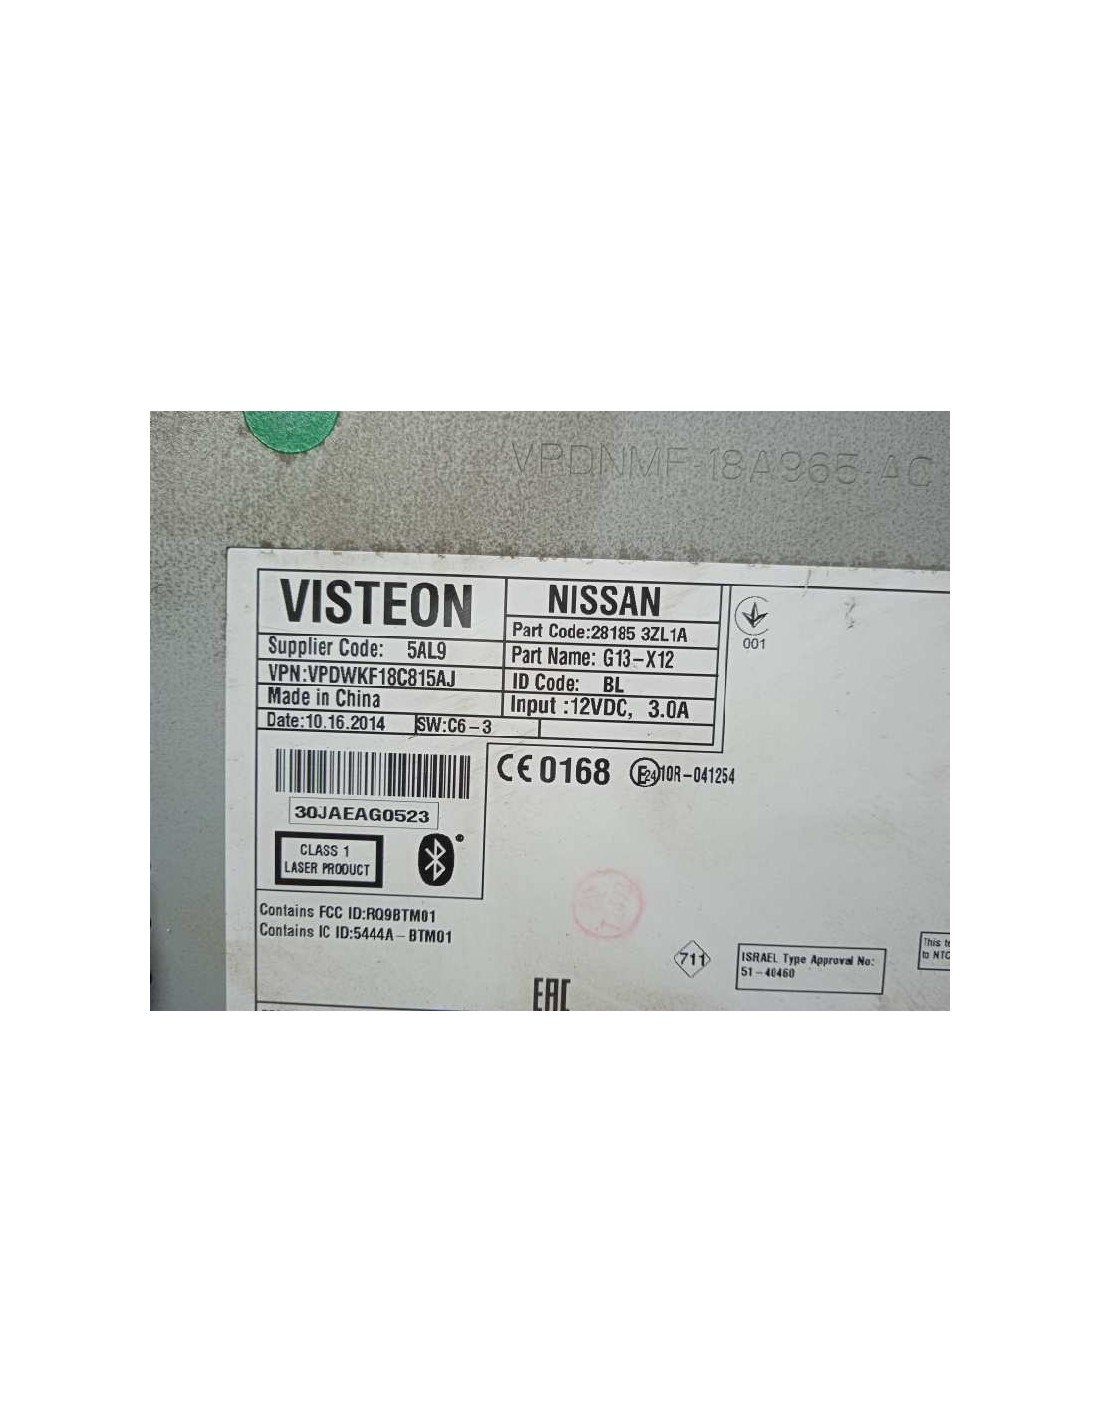 VPDNMF-18A965-AC
VISTEON
NISSAN
Part Code:28185 3ZL1A
Supplier Code: 5AL9
Part Name: G13-X12
VPN:VPDWKF18C815AJ
ID Code: BL
Made in China
Input :12VDC, 3.0A
Date:10.16.2014
SW:C6-3
001
CE 0168
E24 10R-041254
30JAEAG0523
CLASS 1
LASER PRODUCT
Contains FCC ID:RQ9BTM01
Contains IC ID:5444A-BTM01
711
ISRAEL Type Approval No:
51-40460
This te
to NTC
EAC